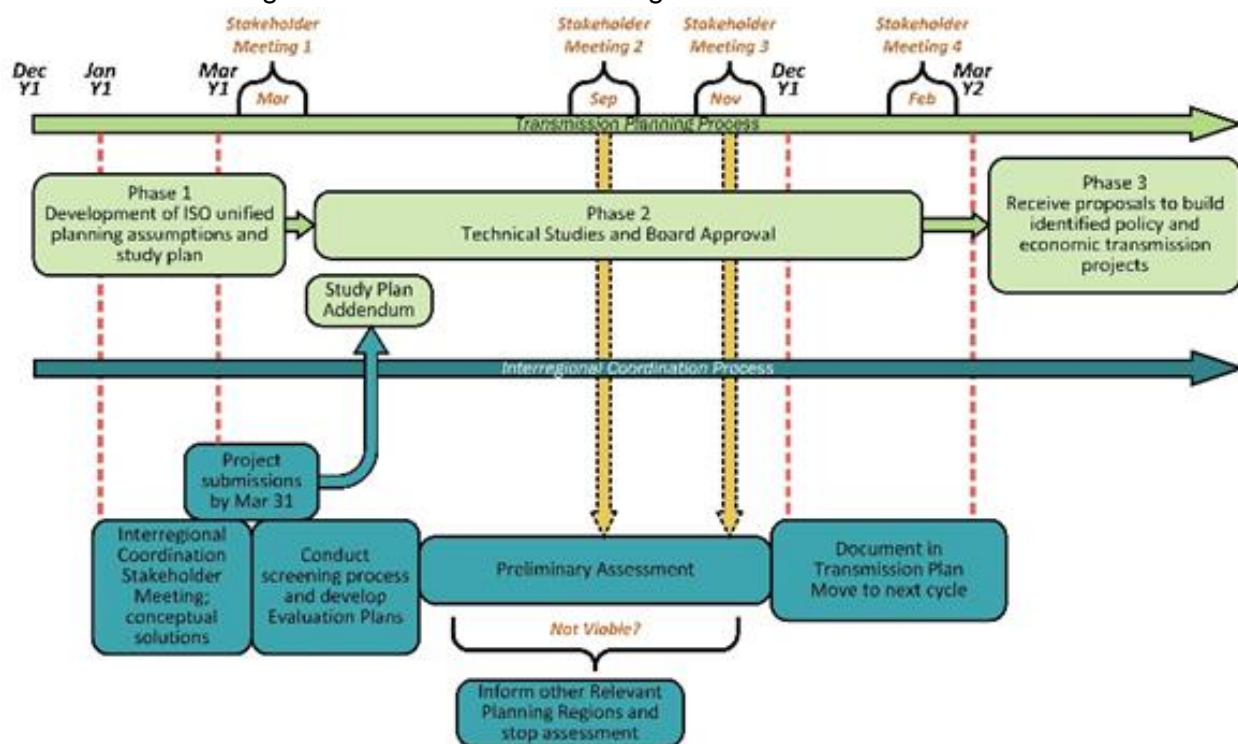 Stakeholder
Meeting 1
Stakeholder
Meeting 2
Stakeholder
Meeting 3
Stakeholder
Meeting 4
Dec
Y1
Jan
Y1
Mar
Y1
Mar
Sep
Nov
Dec
Y1
Feb
Mar
Y2
Transmission Planning Process
Phase 1
Development of ISO unified
planning assumptions and
study plan
Phase 2
Technical Studies and Board Approval
Phase 3
Receive proposals to build
identified policy and
economic transmission
projects
Study Plan
Addendum
Interregional Coordination Process
Project
submissions
by Mar 31
Interregional
Coordination
Stakeholder
Meeting;
conceptual
solutions
Conduct
screening process
and develop
Evaluation Plans
Preliminary Assessment
Document in
Transmission Plan
Move to next cycle
Not Viable?
Inform other Relevant
Planning Regions and
stop assessment